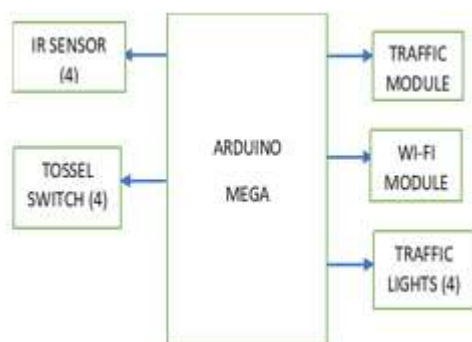 IR SENSOR
(4)
TOSSEL
SWITCH (4)
ARDUINO
MEGA
TRAFFIC
MODULE
WI-FI
MODULE
TRAFFIC
LIGHTS (4)